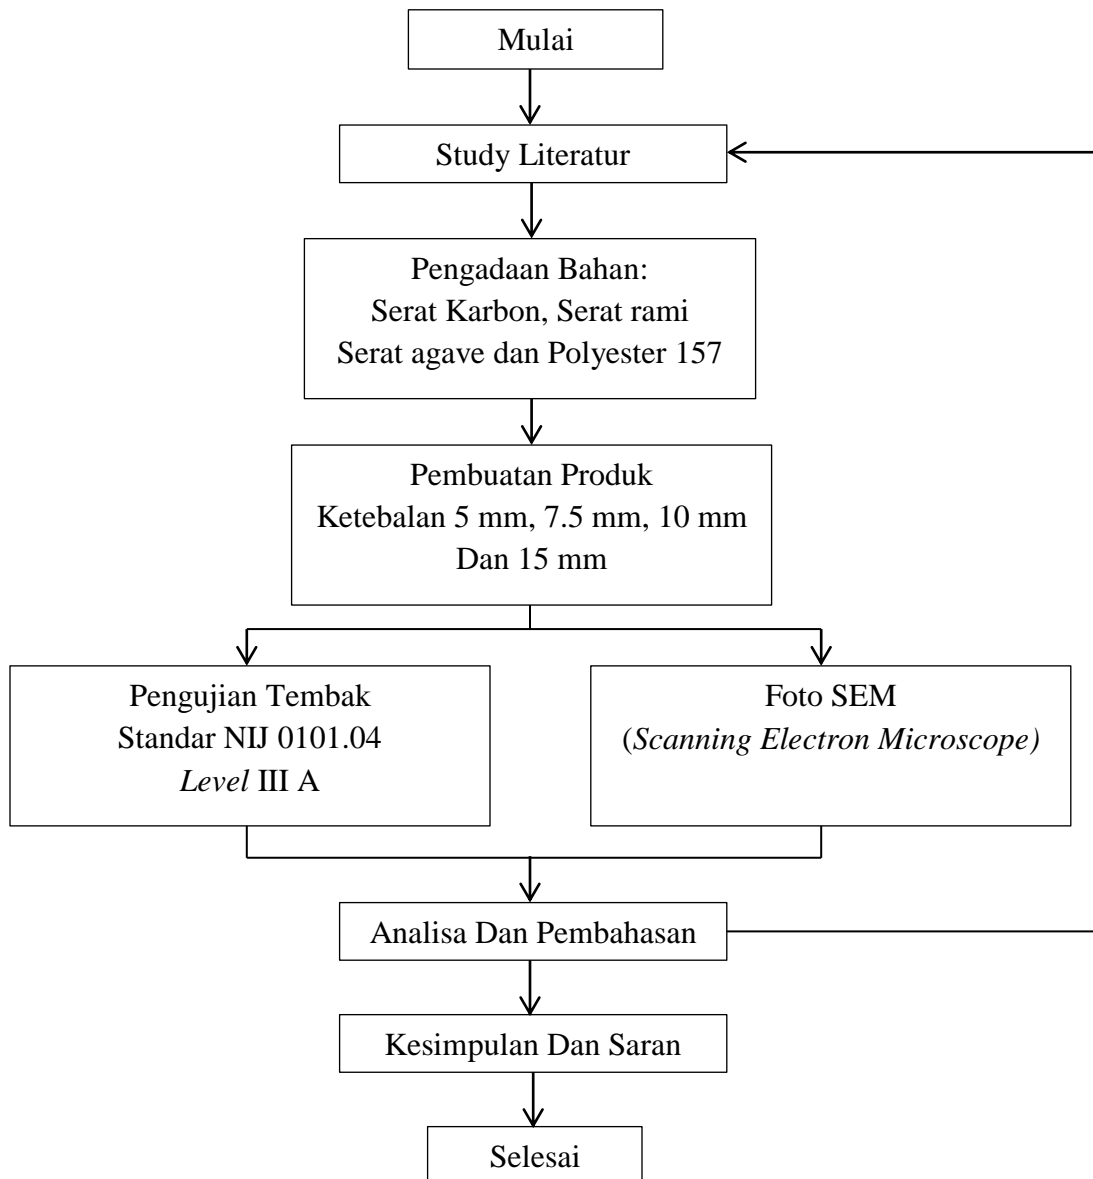 Mulai
Study Literatur
Pengadaan Bahan:
Serat Karbon, Serat rami
Serat agave dan Polyester 157
Pembuatan Produk
Ketebalan 5 mm, 7.5 mm, 10 mm
Dan 15 mm
Pengujian Tembak
Standar NIJ 0101.04
Level III A
Foto SEM
(Scanning Electron Microscope)
Analisa Dan Pembahasan
Kesimpulan Dan Saran
Selesai